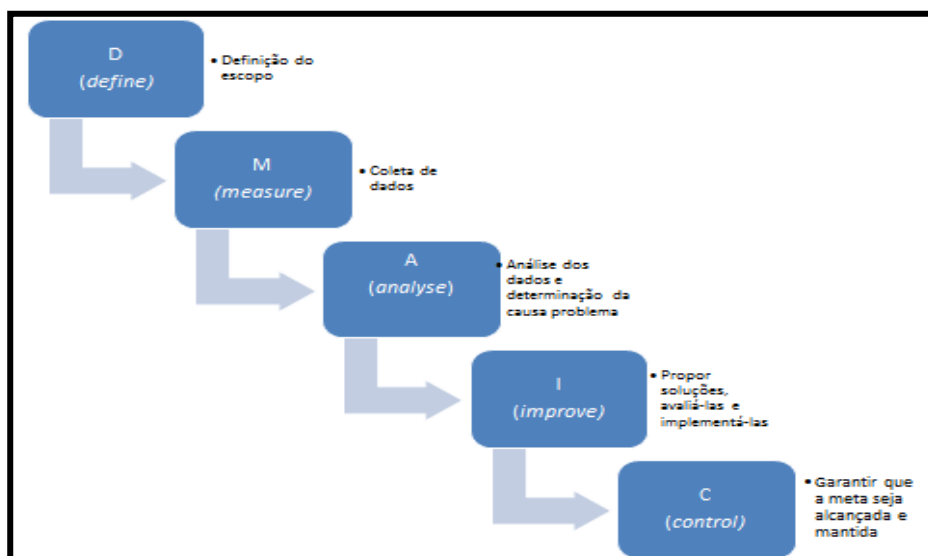 D
(define)
• Definição do
escopo
M
(measure)
• Coleta de
dados
A
(analyse)
• Análise dos
dados e
determinação da
causa problema
I
(improve)
• Propor
soluções,
avaliá-las e
implementá-las
C
(control)
• Garantir que
a meta seja
alcançada e
mantida